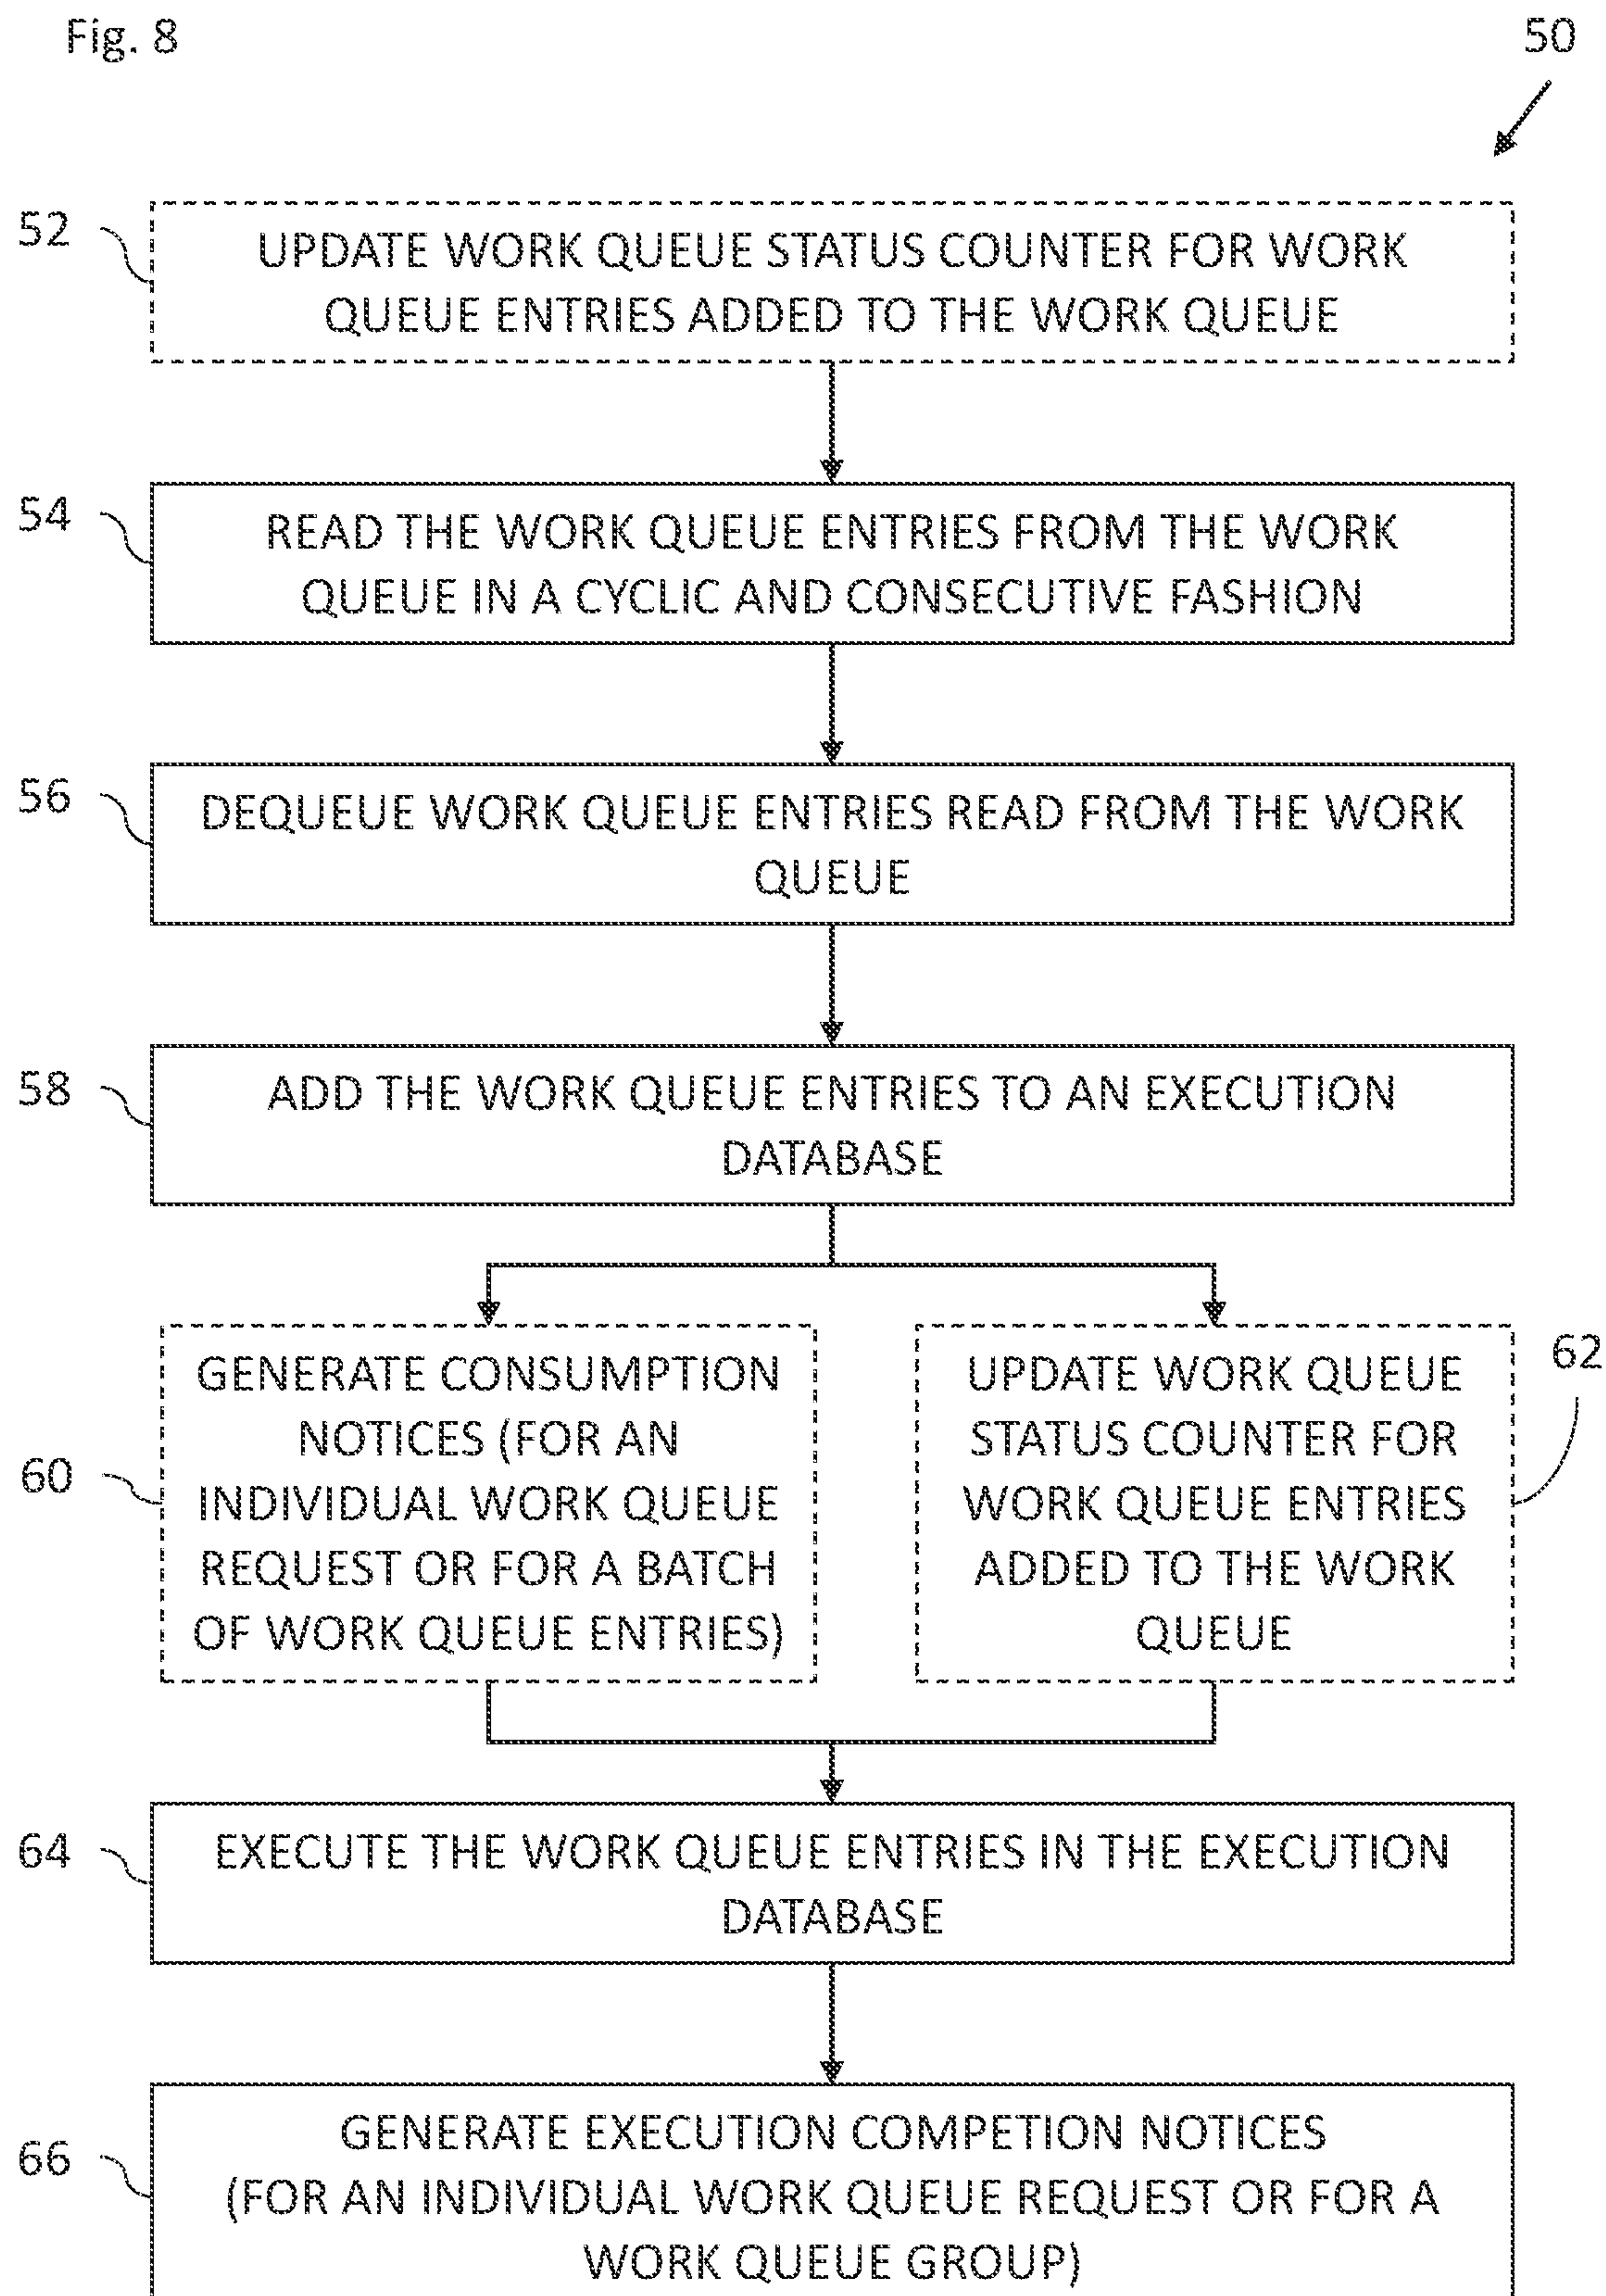 Fig. 8
50
52
UPDATE WORK QUEUE STATUS COUNTER FOR WORK
QUEUE ENTRIES ADDED TO THE WORK QUEUE
54
READ THE WORK QUEUE ENTRIES FROM THE WORK
QUEUE IN A CYCLIC AND CONSECUTIVE FASHION
56
DEQUEUE WORK QUEUE ENTRIES READ FROM THE WORK
QUEUE
58
ADD THE WORK QUEUE ENTRIES TO AN EXECUTION
DATABASE
60
GENERATE CONSUMPTION
NOTICES (FOR AN
INDIVIDUAL WORK QUEUE
REQUEST OR FOR A BATCH
OF WORK QUEUE ENTRIES)
62
UPDATE WORK QUEUE
STATUS COUNTER FOR
WORK QUEUE ENTRIES
ADDED TO THE WORK
QUEUE
64
EXECUTE THE WORK QUEUE ENTRIES IN THE EXECUTION
DATABASE
66
GENERATE EXECUTION COMPETION NOTICES
(FOR AN INDIVIDUAL WORK QUEUE REQUEST OR FOR A
WORK QUEUE GROUP)